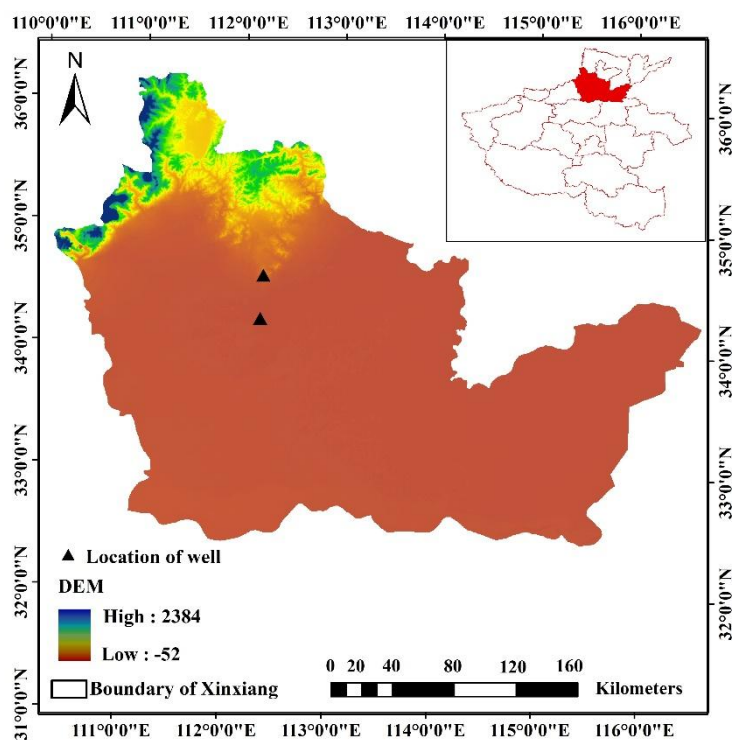 110°0'0"E 111°0'0"E 112°0'0"E 113°0'0"E 114°0'0"E 115°0'0"E 116°0'0"E
N
36°0'0"N
35°0'0"N
34°0'0"N
33°0'0"N
32°0'0"N
31°0'0"N
36°0'0"N
35°0'0"N
34°0'0"N
33°0'0"N
32°0'0"N
Location of well
DEM
High : 2384
Low : -52
Boundary of Xinxiang
0 20 40 80 120 160
Kilometers
111°0'0"E 112°0'0"E 113°0'0"E 114°0'0"E 115°0'0"E 116°0'0"E